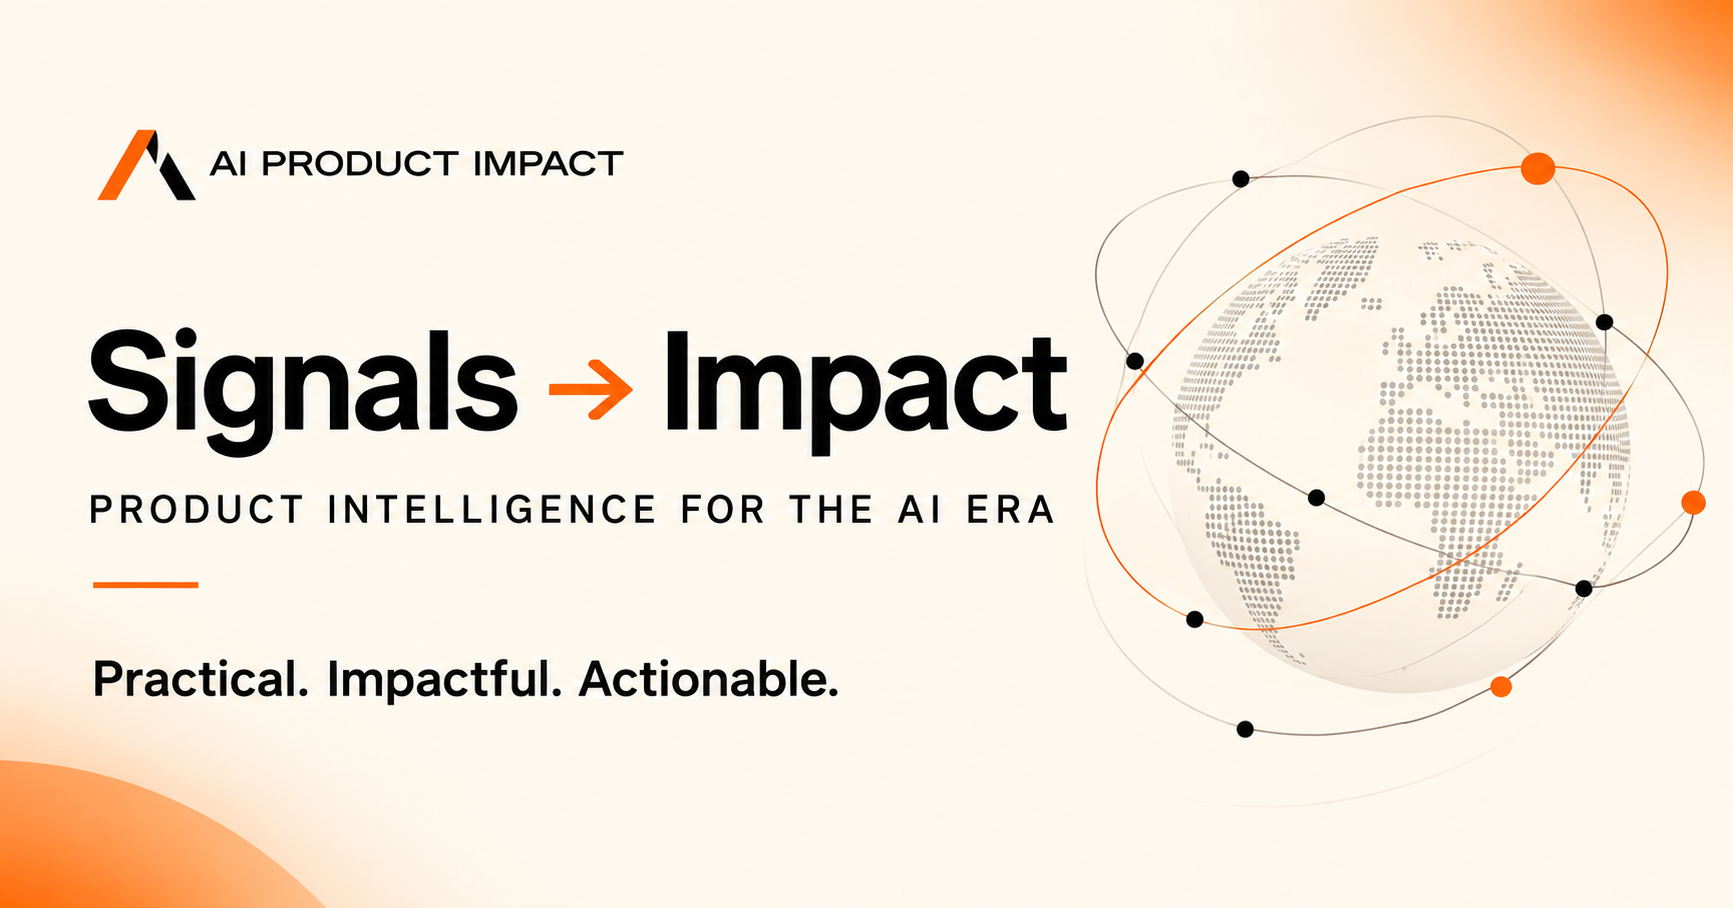 AI PRODUCT IMPACT
Signals → Impact
PRODUCT INTELLIGENCE FOR THE AI ERA
Practical. Impactful. Actionable.